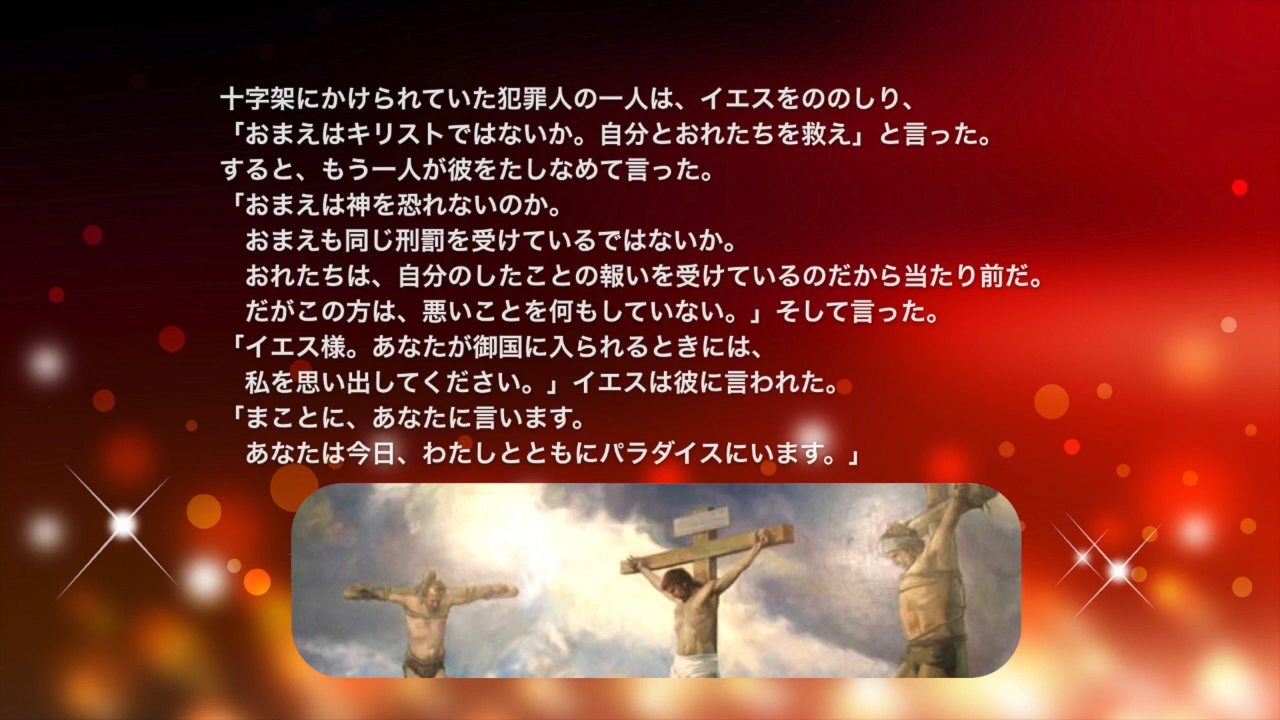 十字架にかけられていた犯罪人の一人は、イエスをののしり、
「おまえはキリストではないか。自分とおれたちを救え」と言った。
すると、もう一人が彼をたしなめて言った。
「おまえは神を恐れないのか。
おまえも同じ刑罰を受けているではないか。
おれたちは、自分のしたことの報いを受けているのだから当たり前だ。
だがこの方は、悪いことを何もしていない。」そして言った。
「イエス様。あなたが御国に入られるときには、
私を思い出してください。」イエスは彼に言われた。
「まことに、あなたに言います。
あなたは今日、わたしとともにパラダイスにいます。」